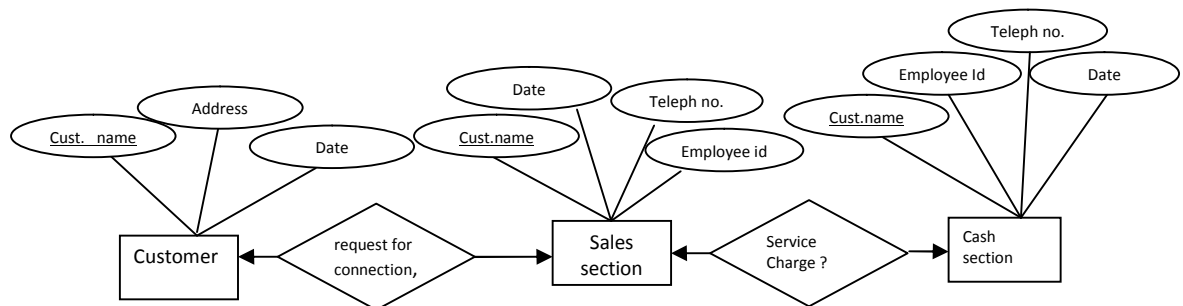 Teleph no.
Employee Id
Date
Cust.name
Date
Teleph no.
Cust.name
Employee id
Address
Cust. name
Date
Customer
request for
connection,
Sales
section
Service
Charge ?
Cash
section